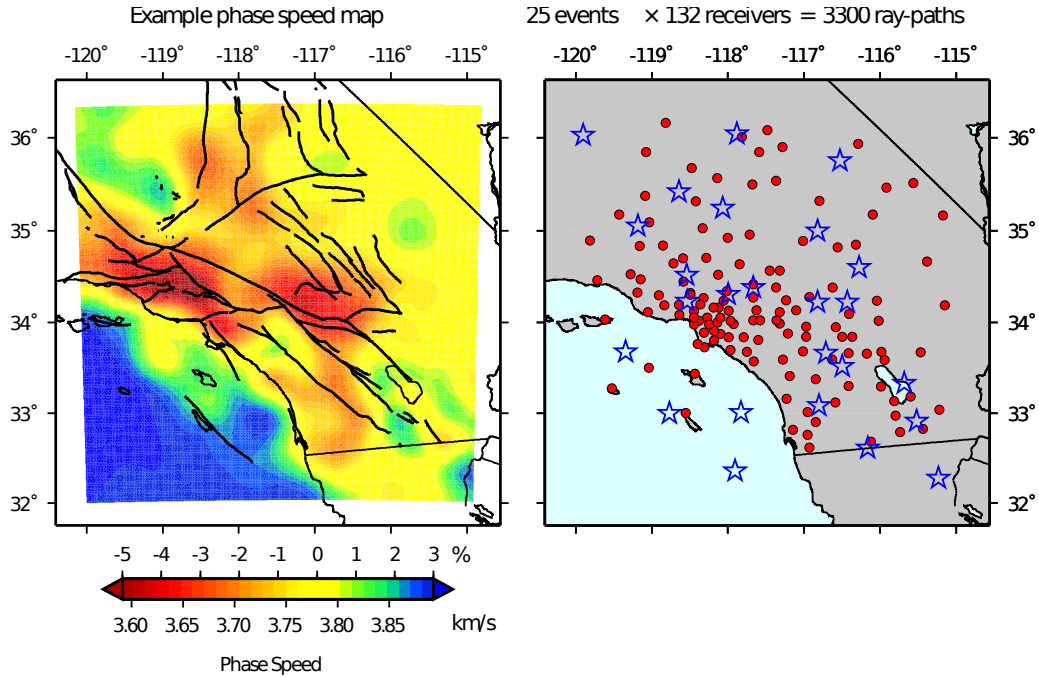 Example phase speed map
25 events × 132 receivers = 3300 ray-paths
-120° -119° -118° -117° -116° -115°
-120° -119° -118° -117° -116° -115°
36° 36°
35° 35°
34° 34°
33° 33°
32° 32°
-5 -4 -3 -2 -1 0 1 2 3 %
3.60 3.65 3.70 3.75 3.80 3.85 km/s
Phase Speed